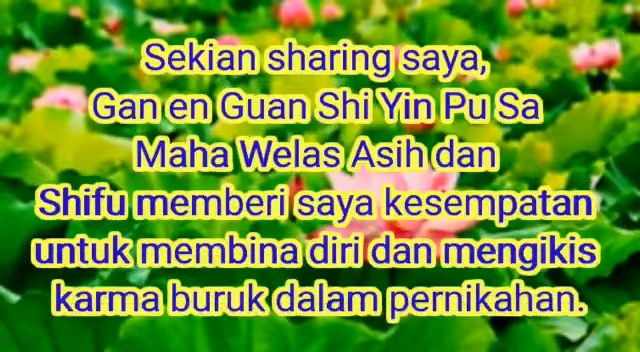 Sekian sharing saya,
Gan en Guan Shi Yin Pu Sa
Maha Welas Asih dan
Shifu memberi saya kesempatan
untuk membina diri dan mengikis
karma buruk dalam pernikahan.